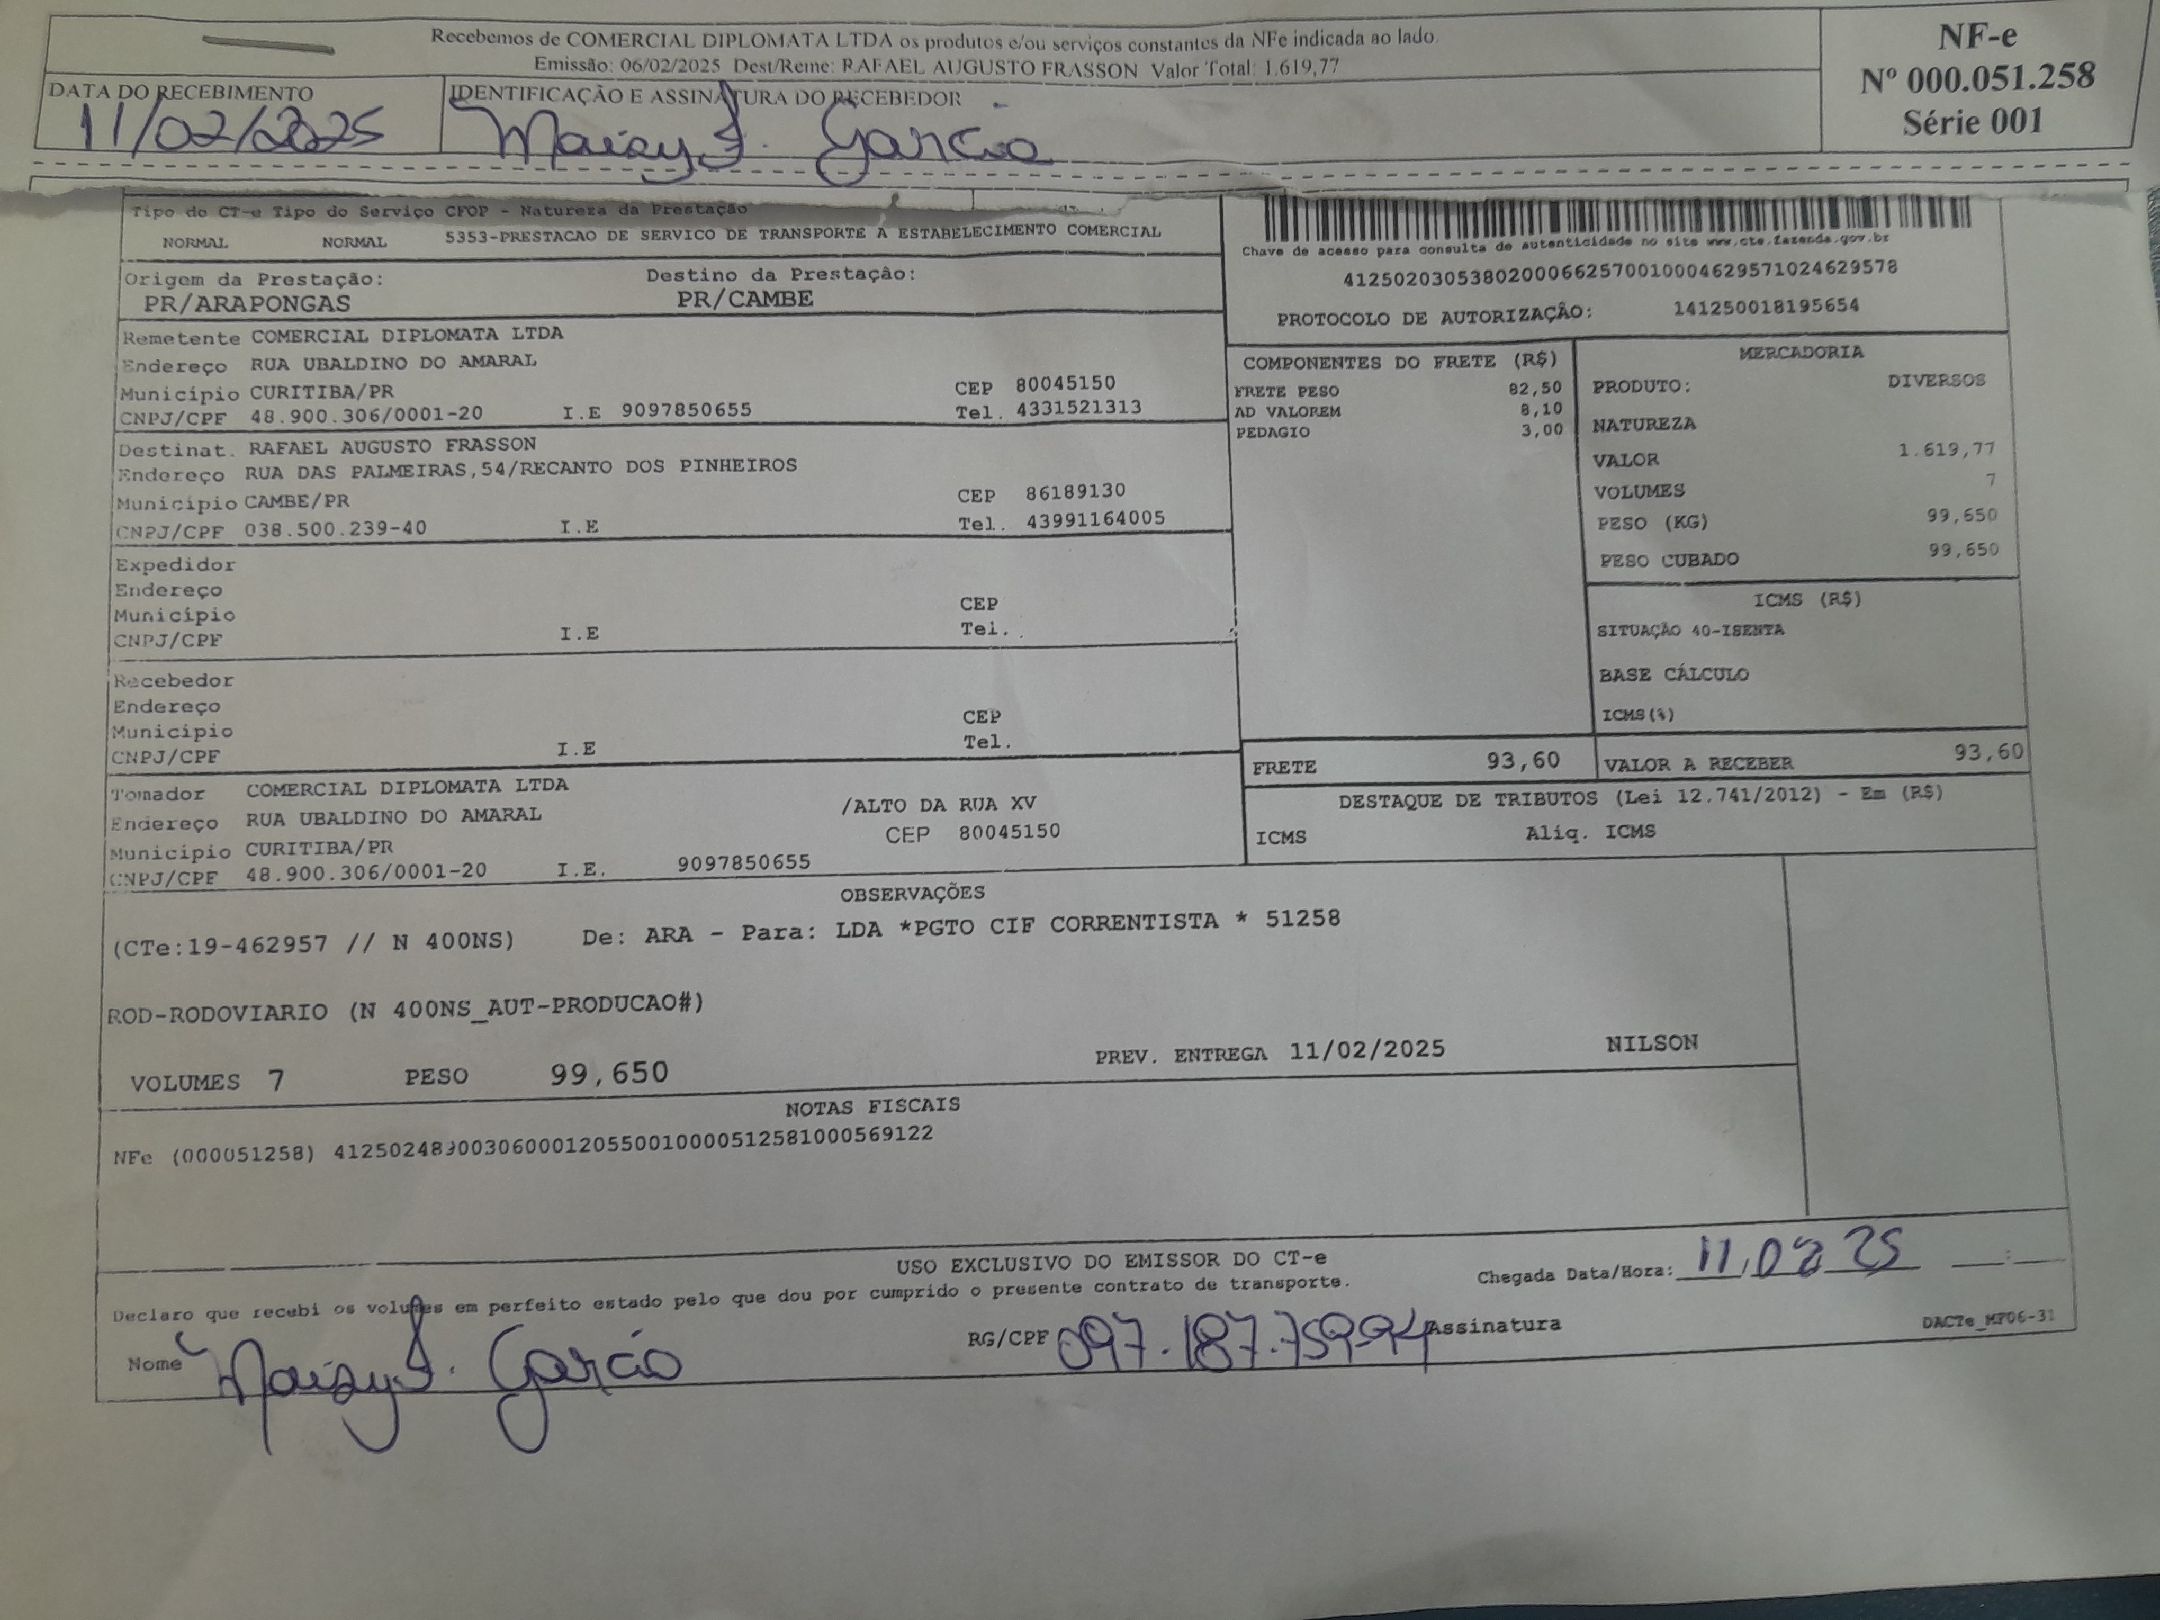 Recebemos de COMERCIAL DIPLOMATA LTDA os produtos e/ou serviços constantes da NFe indicada ao lado.
Emissão: 06/02/2025 Dest/Reme: RAFAEL AUGUSTO FRASSON Valor Total: 1.619,77
NF-e
Nº 000.051.258
Série 001
DATA DO RECEBIMENTO
11/02/2025
IDENTIFICAÇÃO E ASSINATURA DO RECEBEDOR
Garcia
Tipo do CT-e Tipo do Serviço CFOP - Natureza da Prestação
NORMAL NORMAL 5353-PRESTACAO DE SERVICO DE TRANSPORTE A ESTABELECIMENTO COMERCIAL
Chave de acesso para consulta de autenticidade no site www.cte.fazenda.gov.br
41250203053802000662570010004629571024629578
PROTOCOLO DE AUTORIZAÇÃO: 141250018195654
Origem da Prestação: Destino da Prestação:
PR/ARAPONGAS PR/CAMBE
Remetente COMERCIAL DIPLOMATA LTDA
Endereço RUA UBALDINO DO AMARAL
Município CURITIBA/PR CEP 80045150
CNPJ/CPF 48.900.306/0001-20 I.E 9097850655 Tel. 4331521313
Destinat. RAFAEL AUGUSTO FRASSON
Endereço RUA DAS PALMEIRAS,54/RECANTO DOS PINHEIROS
Município CAMBE/PR CEP 86189130
CNPJ/CPF 038.500.239-40 I.E Tel. 43991164005
Expedidor
Endereço
Município CEP
CNPJ/CPF I.E Tel.
Recebedor
Endereço
Município CEP
CNPJ/CPF I.E Tel.
Tomador COMERCIAL DIPLOMATA LTDA
Endereço RUA UBALDINO DO AMARAL /ALTO DA RUA XV
Município CURITIBA/PR CEP 80045150
CNPJ/CPF 48.900.306/0001-20 I.E. 9097850655
COMPONENTES DO FRETE (R$)
FRETE PESO 82,50
AD VALOREM 8,10
PEDAGIO 3,00
MERCADORIA
PRODUTO: DIVERSOS
NATUREZA
VALOR 1.619,77
VOLUMES 7
PESO (KG) 99,650
PESO CUBADO 99,650
ICMS (R$)
SITUAÇÃO 40-ISENTA
BASE CÁLCULO
ICMS(%)
FRETE 93,60 VALOR A RECEBER 93,60
DESTAQUE DE TRIBUTOS (Lei 12.741/2012) - Em (R$)
ICMS Aliq. ICMS
OBSERVAÇÕES
(CTe:19-462957 // N 400NS) De: ARA - Para: LDA *PGTO CIF CORRENTISTA * 51258
ROD-RODOVIARIO (N 400NS_AUT-PRODUCAO#)
VOLUMES 7 PESO 99,650 PREV. ENTREGA 11/02/2025 NILSON
NOTAS FISCAIS
NFe (000051258) 41250248900306000120550010000512581000569122
USO EXCLUSIVO DO EMISSOR DO CT-e
Declaro que recebi os volumes em perfeito estado pelo que dou por cumprido o presente contrato de transporte.
Chegada Data/Hora: 11,02 25 :
Nome Garcia RG/CPF 097.187.759-94 Assinatura
DACTe_MF06-31